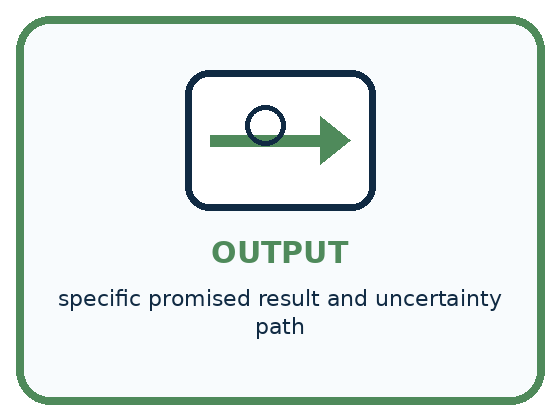 OUTPUT
specific promised result and uncertainty
path